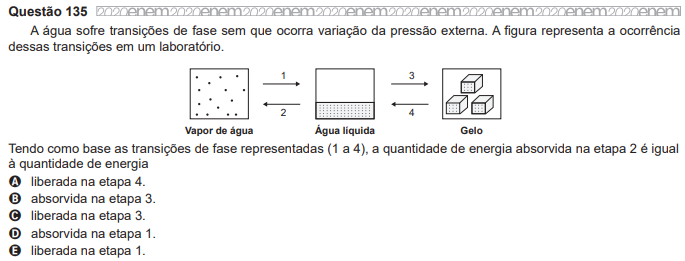 Questão 135 2020enem2020enem2020enem2020enem2020enem2020enem2020enem2020enem2020enem
A água sofre transições de fase sem que ocorra variação da pressão externa. A figura representa a ocorrência
dessas transições em um laboratório.
1 3
2 4
Vapor de água Água líquida Gelo
Tendo como base as transições de fase representadas (1 a 4), a quantidade de energia absorvida na etapa 2 é igual
à quantidade de energia
A liberada na etapa 4.
B absorvida na etapa 3.
C liberada na etapa 3.
D absorvida na etapa 1.
E liberada na etapa 1.